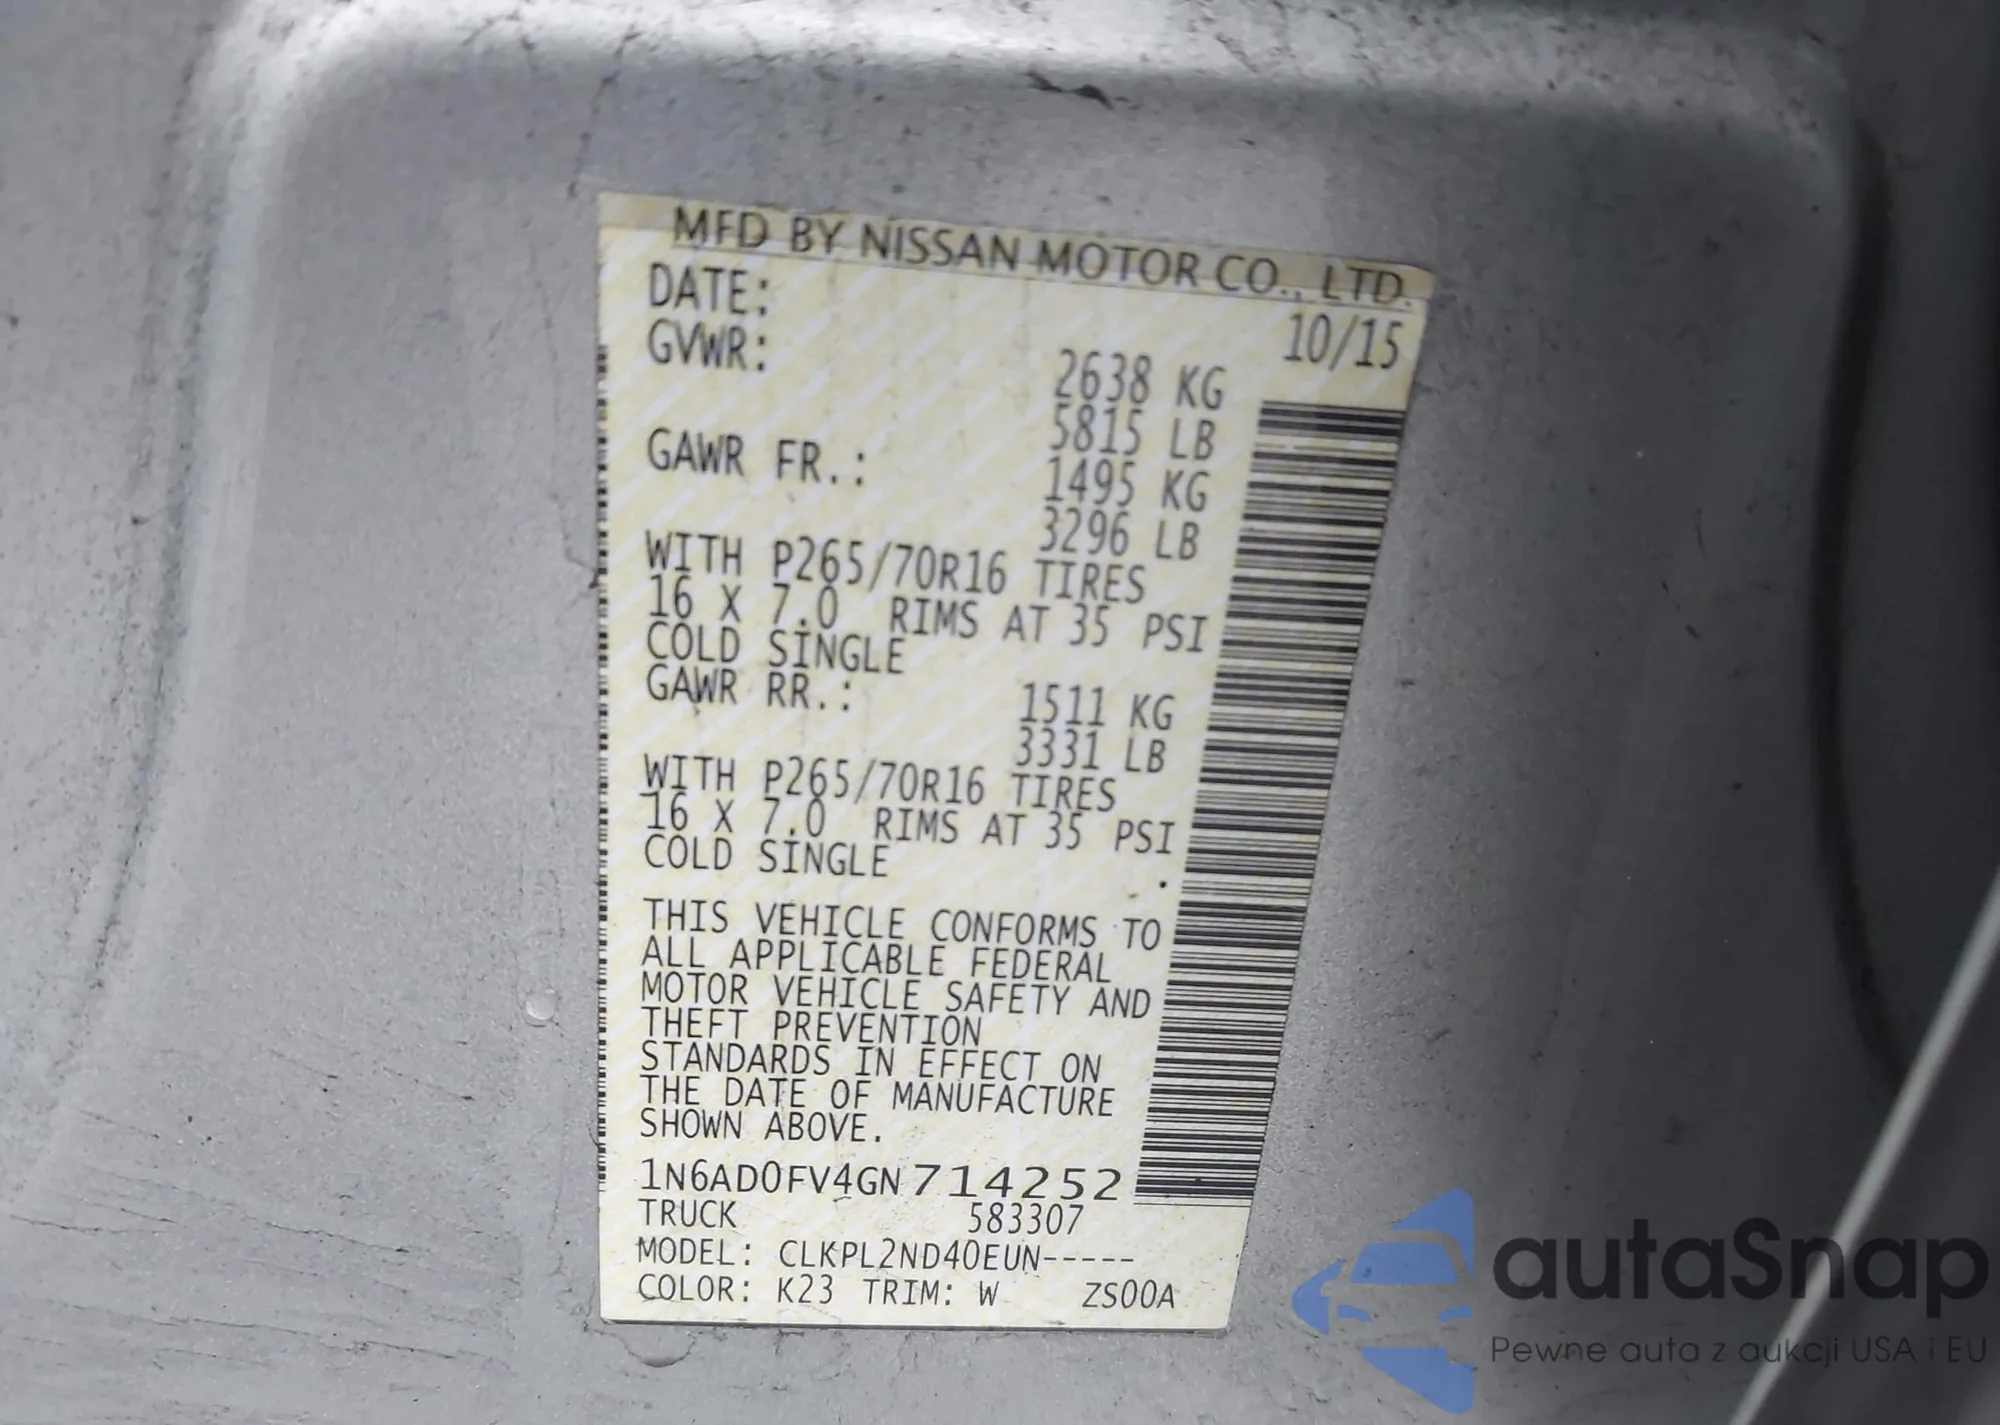 MFD BY NISSAN MOTOR CO., LTD.
DATE: 10/15
GVWR: 2638 KG
5815 LB
GAWR FR.: 1495 KG
3296 LB
WITH P265/70R16 TIRES
16 X 7.0 RIMS AT 35 PSI
COLD SINGLE
GAWR RR.: 1511 KG
3331 LB
WITH P265/70R16 TIRES
16 X 7.0 RIMS AT 35 PSI
COLD SINGLE
THIS VEHICLE CONFORMS TO
ALL APPLICABLE FEDERAL
MOTOR VEHICLE SAFETY AND
THEFT PREVENTION
STANDARDS IN EFFECT ON
THE DATE OF MANUFACTURE
SHOWN ABOVE.
1N6AD0FV4GN714252
TRUCK 583307
MODEL: CLKPL2ND40EUN-----
COLOR: K23 TRIM: W ZS00A
autaSnap
Pewne auta z aukcji USA i EU